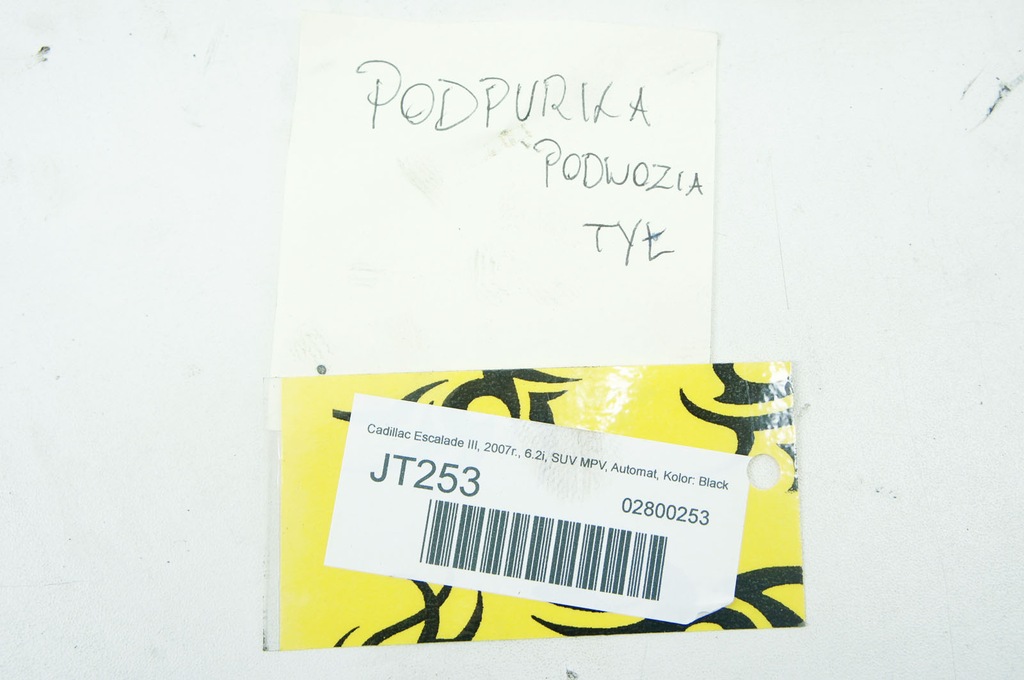 PODPURKA
PODWOZIA
TYŁ
Cadillac Escalade III, 2007r., 6.2i, SUV MPV, Automat, Kolor: Black
JT253
02800253